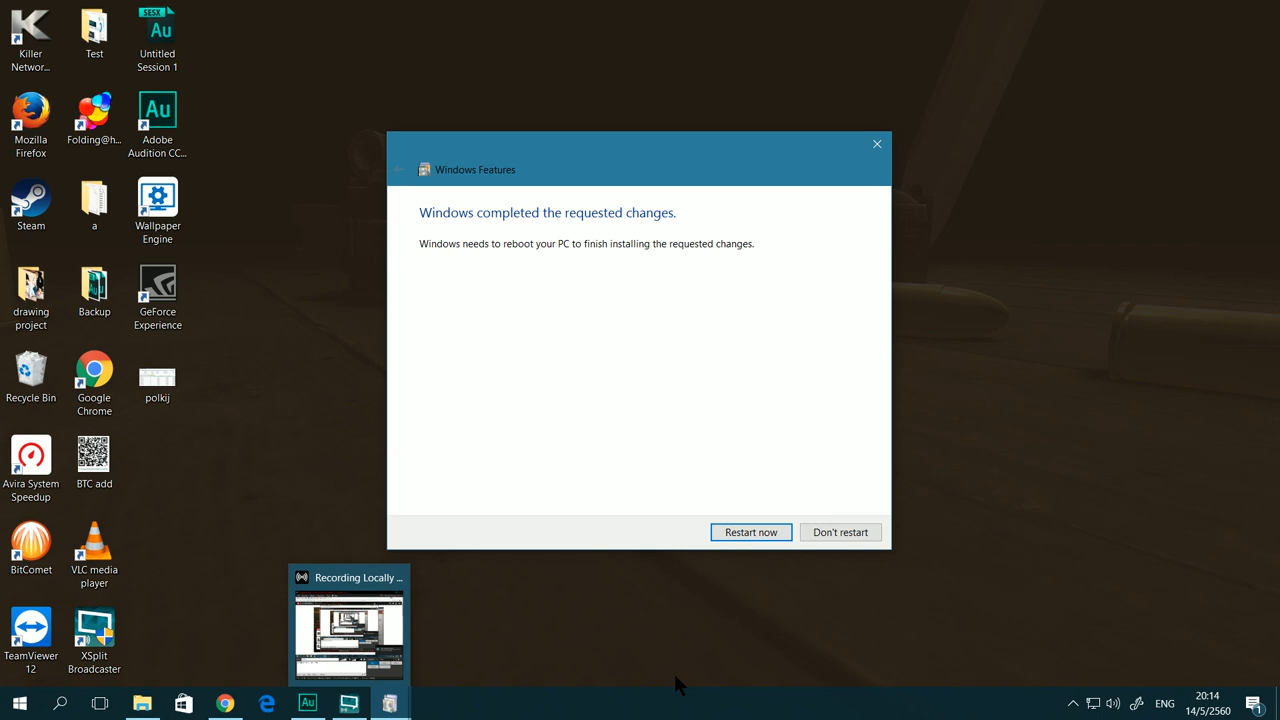 Killer
Networ...
Test
SESX
Au
Untitled
Session 1
Mozilla
Firefox
Folding@h...
Au
Adobe
Audition CC...
Steam
a
Wallpaper
Engine
drawing
project
Backup
GeForce
Experience
Recycle Bin
Google
Chrome
polkij
Avira System
Speedup
BTC add
BitComet
VLC media
player
TeamViewer
12
XSplit
Broadcaster
Windows Features
Windows completed the requested changes.
Windows needs to reboot your PC to finish installing the requested changes.
Restart now
Don't restart
Recording Locally ...
Au
ENG
20:14
14/5/2560
1